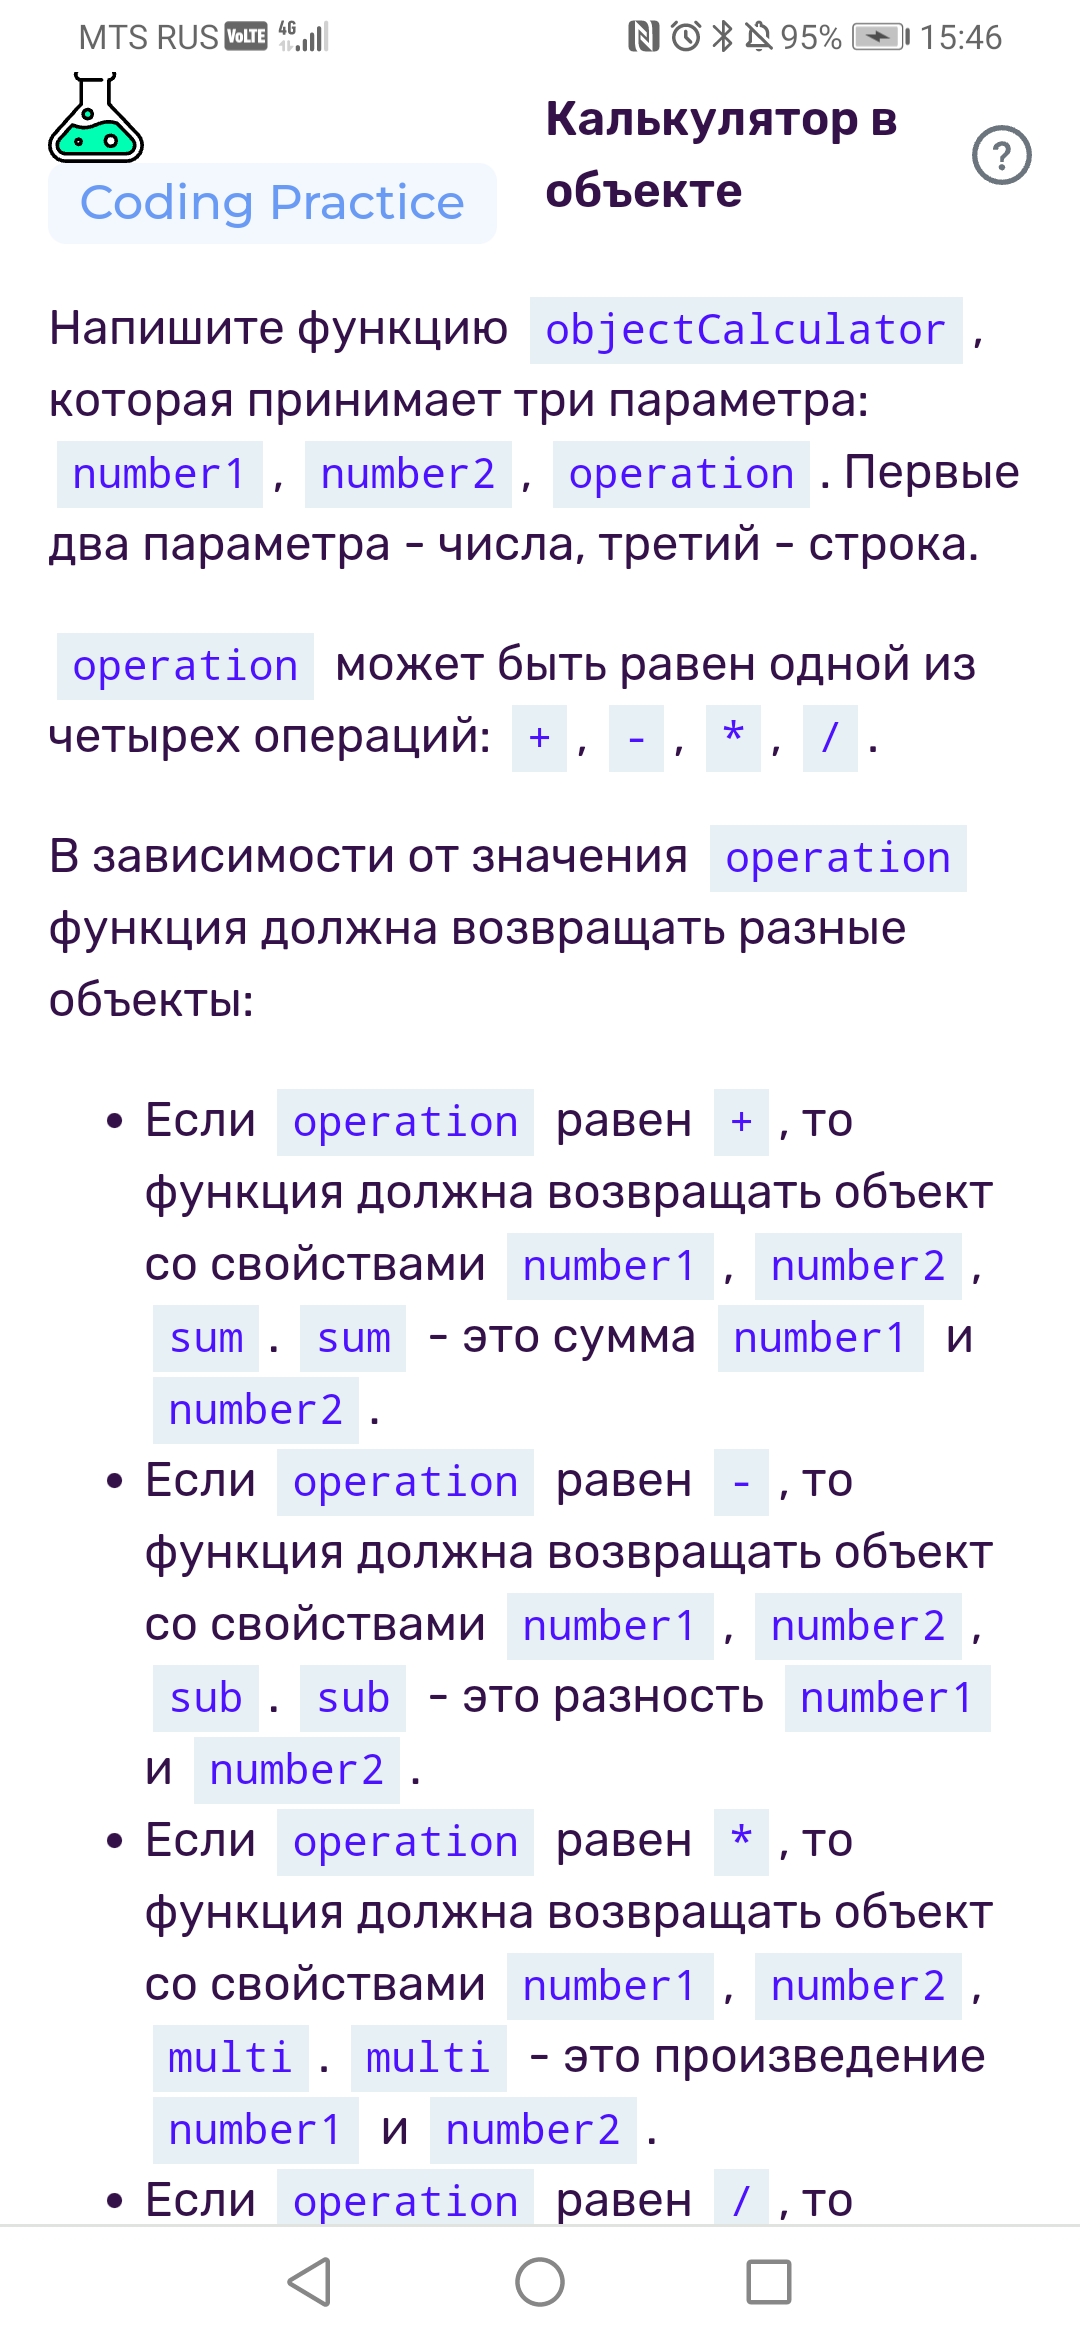 MTS RUS VoLTE 4G 95% 15:46
Калькулятор в
объекте
?
Coding Practice
Напишите функцию objectCalculator ,
которая принимает три параметра:
number1 , number2 , operation . Первые
два параметра - числа, третий - строка.
operation может быть равен одной из
четырех операций: + , - , * , / .
В зависимости от значения operation
функция должна возвращать разные
объекты:
• Если operation равен + , то
функция должна возвращать объект
со свойствами number1 , number2 ,
sum . sum - это сумма number1 и
number2 .
• Если operation равен - , то
функция должна возвращать объект
со свойствами number1 , number2 ,
sub . sub - это разность number1
и number2 .
• Если operation равен * , то
функция должна возвращать объект
со свойствами number1 , number2 ,
multi . multi - это произведение
number1 и number2 .
• Если operation равен / , то